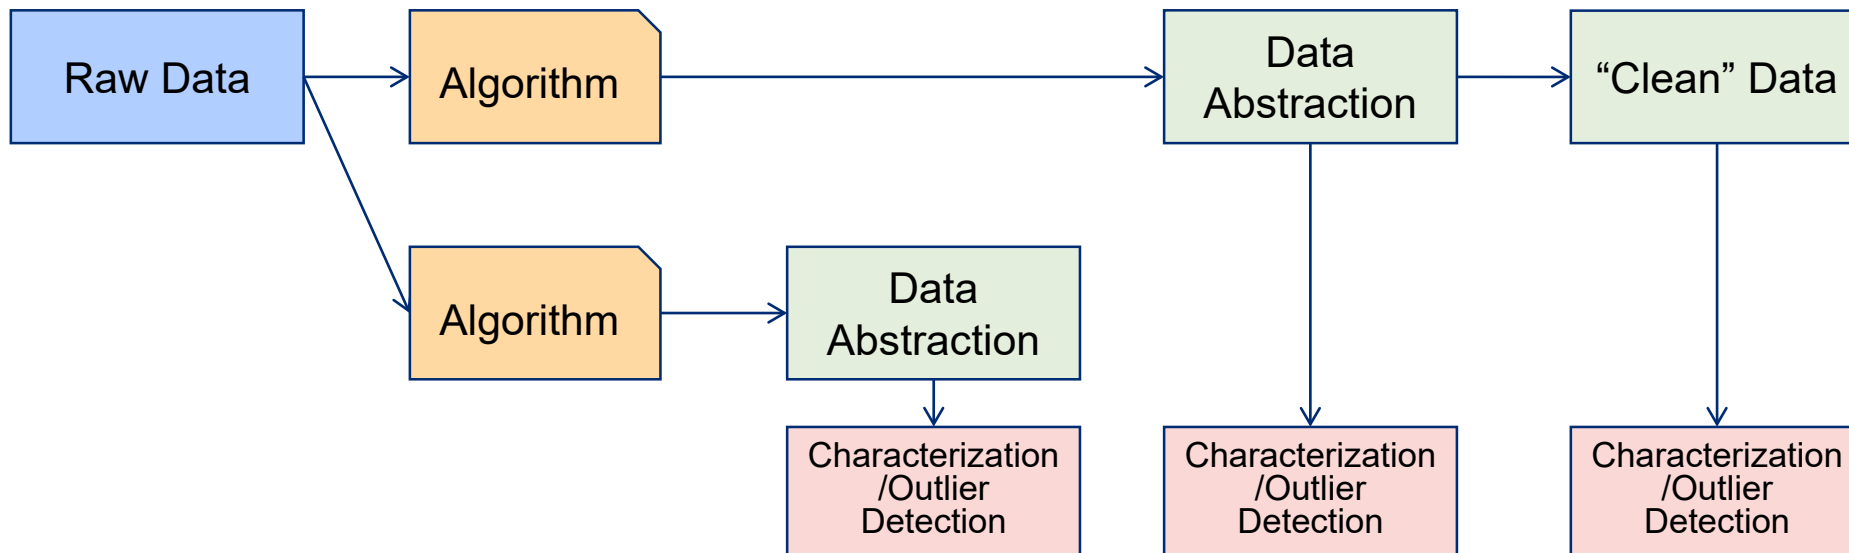 Raw Data
Algorithm
Data
Abstraction
“Clean” Data
Algorithm
Data
Abstraction
Characterization
/Outlier
Detection
Characterization
/Outlier
Detection
Characterization
/Outlier
Detection